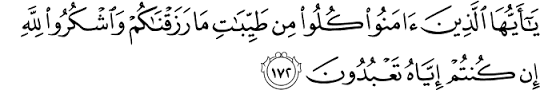 يَٰٓأَيُّهَا ٱلَّذِينَ ءَامَنُوا۟ كُلُوا۟ مِن طَيِّبَٰتِ مَا رَزَقْنَٰكُمْ وَٱشْكُرُوا۟ لِلَّهِ
إِن كُنتُمْ إِيَّاهُ تَعْبُدُونَ ١٧٢